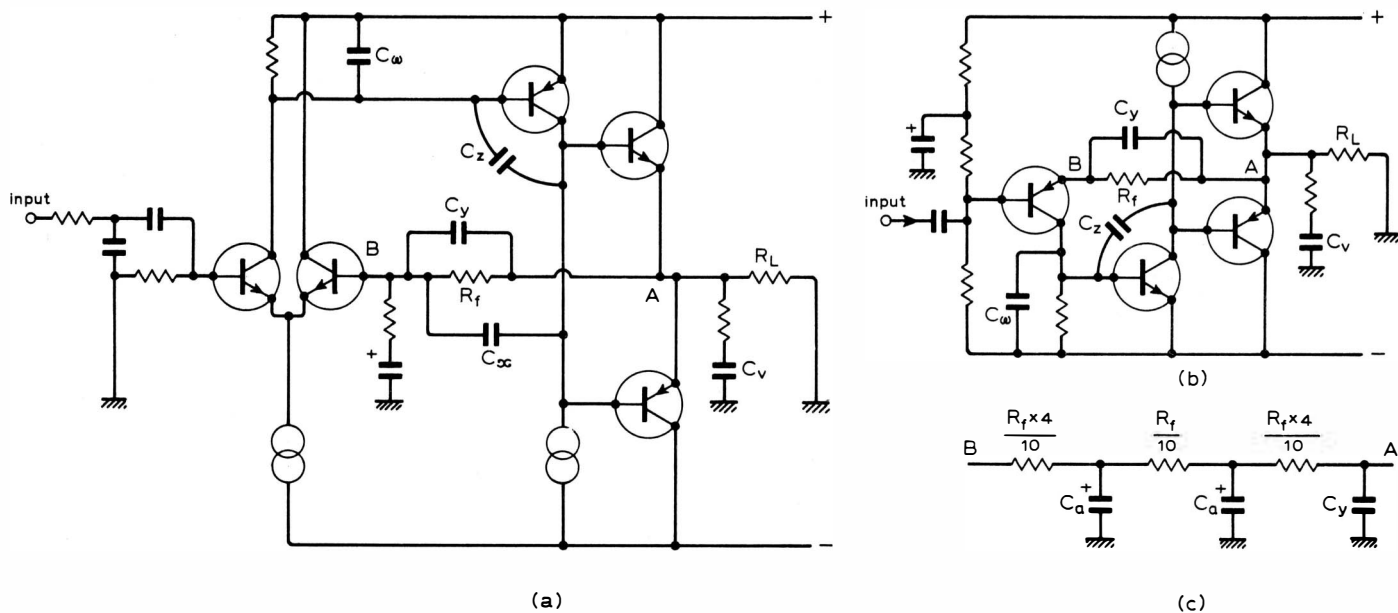 +
Cω
Cz
input
Cy
B
Rf
A
RL
Cx
+
Cv
−
(a)
+
+
Cy
RL
B
A
input
Rf
Cz
Cv
Cω
−
(b)
Rf×4
10
Rf
10
Rf×4
10
B
A
+
Ca
+
Ca
Cy
(c)